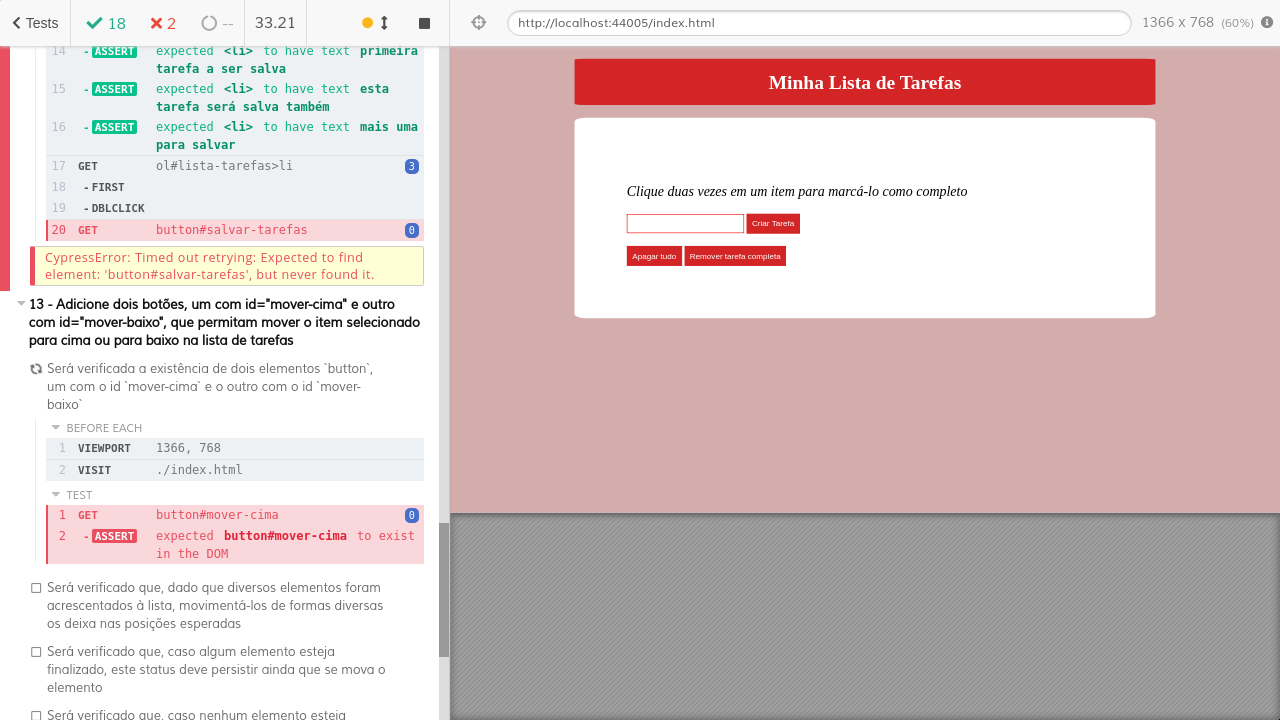 Tests
18
2
--
33.21
http://localhost:44005/index.html
1366 x 768 (60%)
14 - ASSERT expected <li> to have text primeira
tarefa a ser salva
15 - ASSERT expected <li> to have text esta
tarefa será salva também
16 - ASSERT expected <li> to have text mais uma
para salvar
17 GET ol#lista-tarefas>li 3
18 - FIRST
19 - DBLCLICK
20 GET button#salvar-tarefas 0
CypressError: Timed out retrying: Expected to find
element: 'button#salvar-tarefas', but never found it.
13 - Adicione dois botões, um com id="mover-cima" e outro
com id="mover-baixo", que permitam mover o item selecionado
para cima ou para baixo na lista de tarefas
Será verificada a existência de dois elementos `button`,
um com o id `mover-cima` e o outro com o id `mover-
baixo`
BEFORE EACH
1 VIEWPORT 1366, 768
2 VISIT ./index.html
TEST
1 GET button#mover-cima 0
2 - ASSERT expected button#mover-cima to exist
in the DOM
Será verificado que, dado que diversos elementos foram
acrescentados à lista, movimentá-los de formas diversas
os deixa nas posições esperadas
Será verificado que, caso algum elemento esteja
finalizado, este status deve persistir ainda que se mova o
elemento
Será verificado que, caso nenhum elemento esteja
Minha Lista de Tarefas
Clique duas vezes em um item para marcá-lo como completo
Criar Tarefa
Apagar tudo
Remover tarefa completa